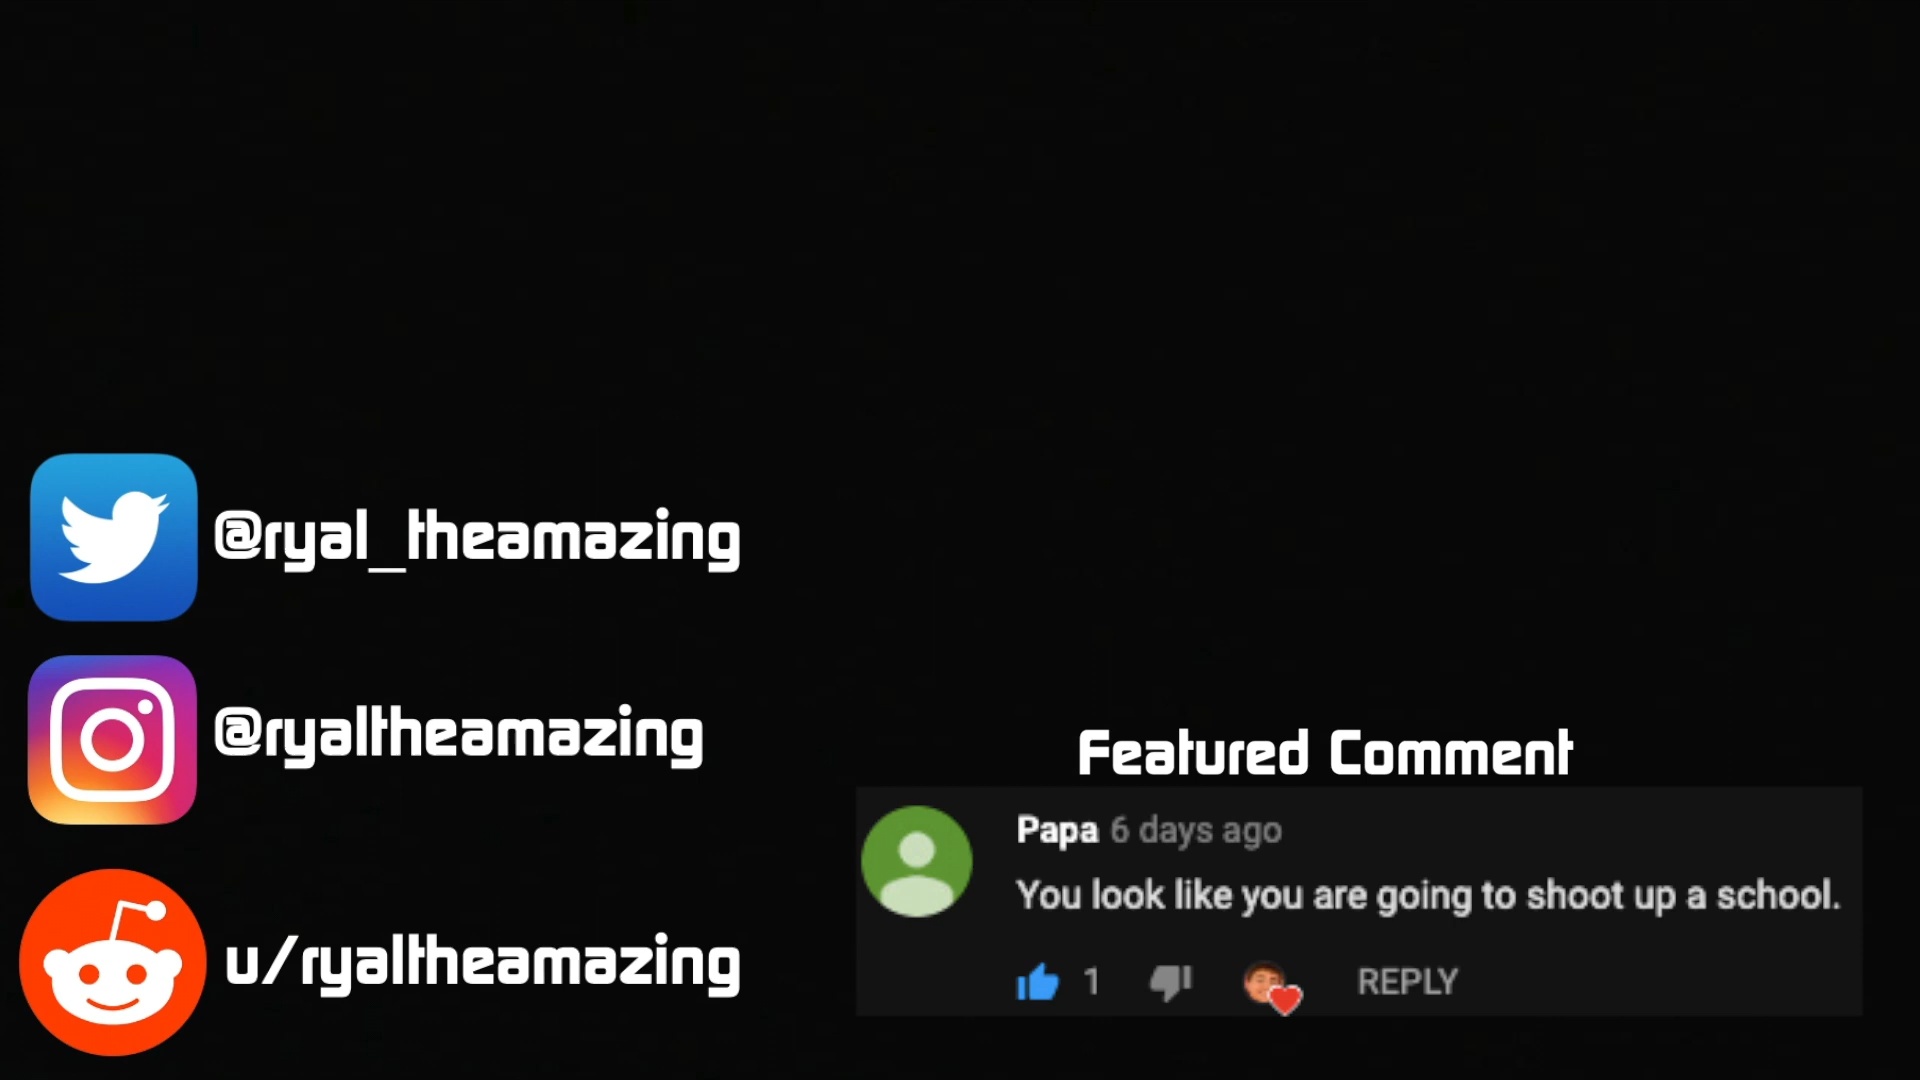 @ryal_theamazing
@ryaltheamazing
u/ryaltheamazing
Featured Comment
Papa 6 days ago
You look like you are going to shoot up a school.
1 REPLY